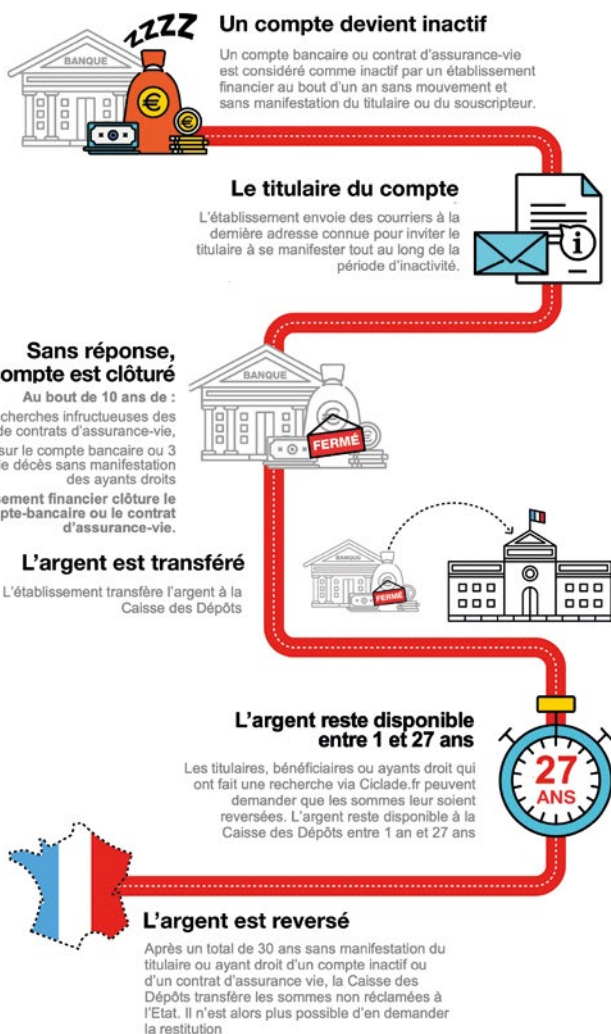 ZZZZ
BANQUE
Un compte devient inactif
Un compte bancaire ou contrat d'assurance-vie
est considéré comme inactif par un établissement
financier au bout d'un an sans mouvement et
sans manifestation du titulaire ou du souscripteur.
Le titulaire du compte
L'établissement envoie des courriers à la
dernière adresse connue pour inviter le
titulaire à se manifester tout au long de la
période d'inactivité.
i
Sans réponse,
ompte est clôturé
Au bout de 10 ans de :
cherches infructueuses des
de contrats d'assurance-vie,
sur le compte bancaire ou 3
le décès sans manifestation
des ayants droits
sement financier clôture le
pte-bancaire ou le contrat
d'assurance-vie.
BANQUE
FERMÉ
L'argent est transféré
L'établissement transfère l'argent à la
Caisse des Dépôts
BANQUE
FERMÉ
L'argent reste disponible
entre 1 et 27 ans
Les titulaires, bénéficiaires ou ayants droit qui
ont fait une recherche via Ciclade.fr peuvent
demander que les sommes leur soient
reversées. L'argent reste disponible à la
Caisse des Dépôts entre 1 an et 27 ans
27
ANS
L'argent est reversé
Après un total de 30 ans sans manifestation du
titulaire ou ayant droit d'un compte inactif ou
d'un contrat d'assurance vie, la Caisse des
Dépôts transfère les sommes non réclamées à
l'Etat. Il n'est alors plus possible d'en demander
la restitution